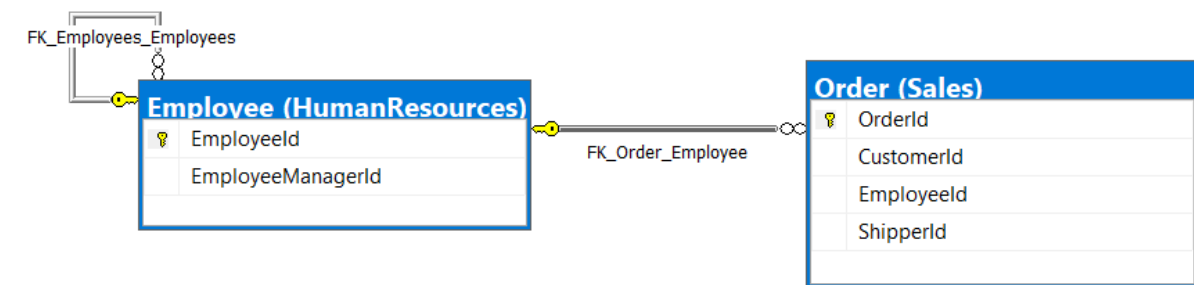 FK_Employees_Employees
Employee (HumanResources)
EmployeeId
EmployeeManagerId
FK_Order_Employee
Order (Sales)
OrderId
CustomerId
EmployeeId
ShipperId